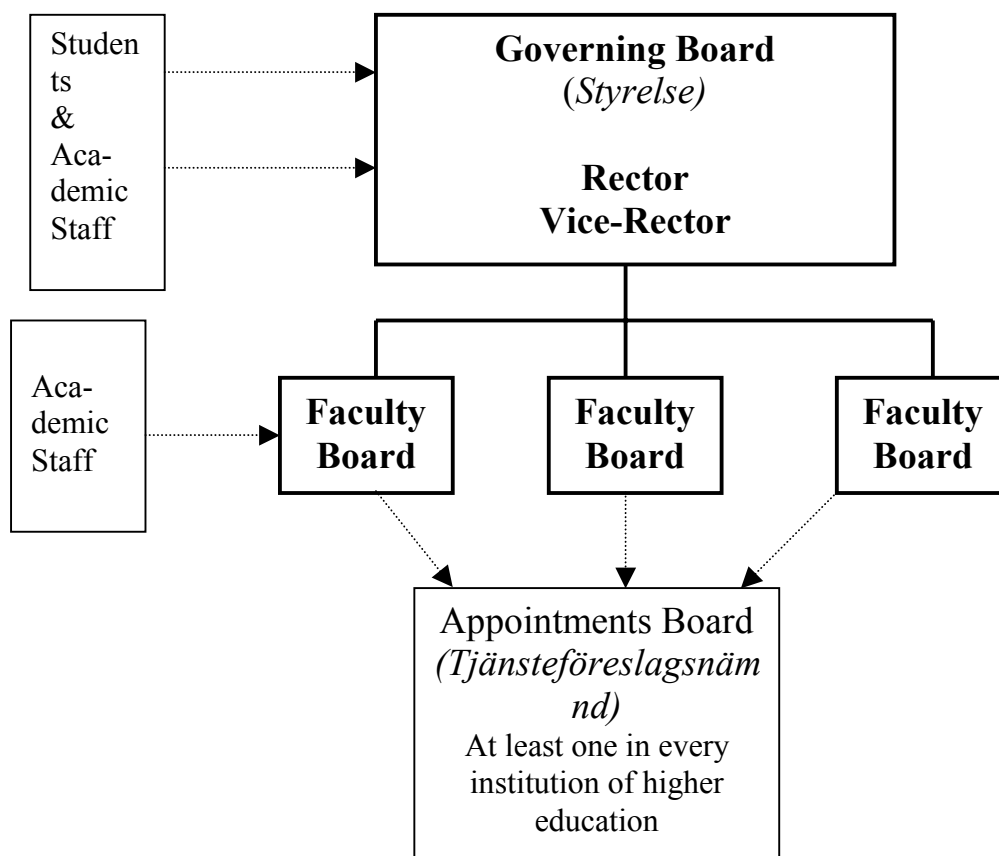 Studen
ts
&
Aca-
demic
Staff
Governing Board
(Styrelse)
Rector
Vice-Rector
Aca-
demic
Staff
Faculty
Board
Faculty
Board
Faculty
Board
Appointments Board
(Tjänsteföreslagsnäm
nd)
At least one in every
institution of higher
education